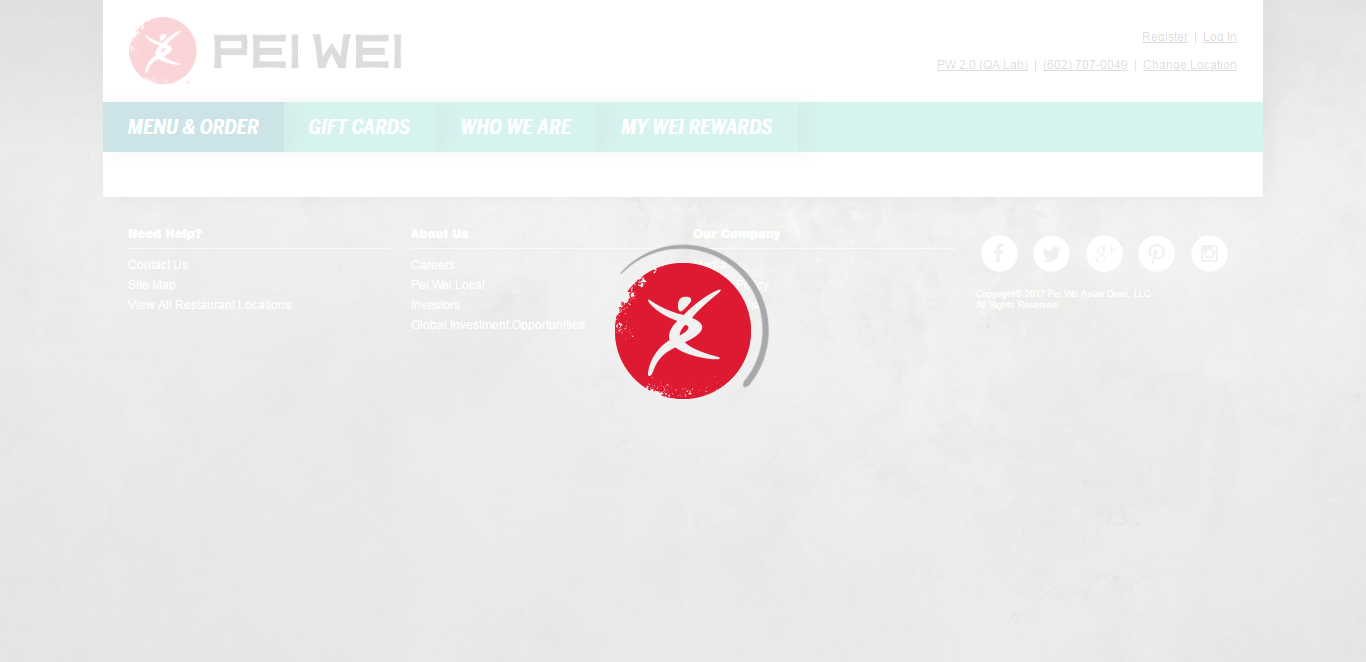 PEI WEI
Register | Log In
PW 2.0 (QA Lab) | (602) 707-0049 | Change Location
MENU & ORDER GIFT CARDS WHO WE ARE MY WEI REWARDS
Need Help?
Contact Us
Site Map
View All Restaurant Locations
About Us
Careers
Pei Wei Local
Investors
Global Investment Opportunities
Our Company
Copyright© 2017 Pei Wei Asian Diner, LLC
All Rights Reserved